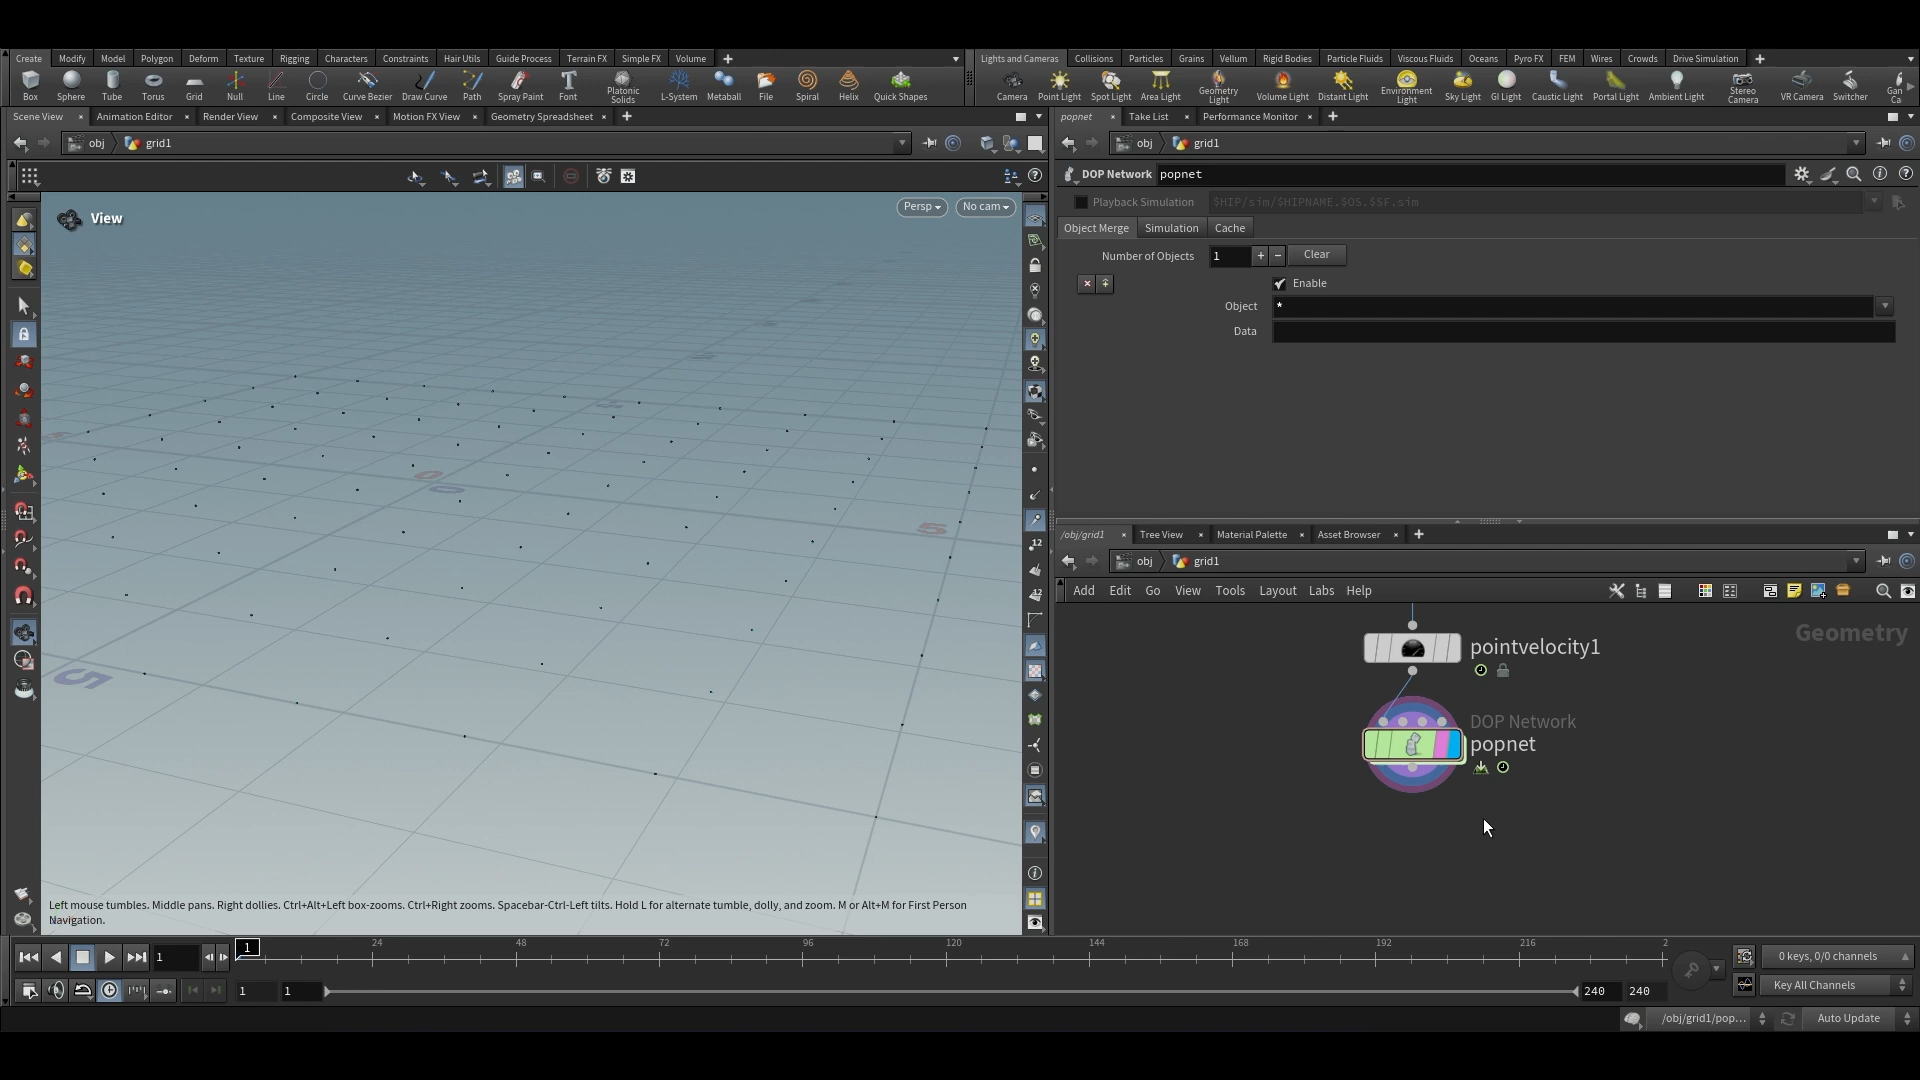 Create Modify Model Polygon Deform Texture Rigging Characters Constraints Hair Utils Guide Process Terrain FX Simple FX Volume
Lights and Cameras Collisions Particles Grains Vellum Rigid Bodies Particle Fluids Viscous Fluids Oceans Pyro FX FEM Wires Crowds Drive Simulation
Box Sphere Tube Torus Grid Null Line Circle Curve Bezier Draw Curve Path Spray Paint Font Platonic Solids L-System Metaball File Spiral Helix Quick Shapes
Camera Point Light Spot Light Area Light Geometry Light Volume Light Distant Light Environment Light Sky Light GI Light Caustic Light Portal Light Ambient Light Stereo Camera VR Camera Switcher Gan Ca
Scene View Animation Editor Render View Composite View Motion FX View Geometry Spreadsheet
popnet Take List Performance Monitor
obj grid1
obj grid1
DOP Network popnet
Playback Simulation $HIP/sim/$HIPNAME.$OS.$SF.sim
Object Merge Simulation Cache
Number of Objects 1 + − Clear
Enable
Object *
Data
View
Persp No cam
0
0
5
5
/obj/grid1 Tree View Material Palette Asset Browser
obj grid1
Add Edit Go View Tools Layout Labs Help
Geometry
pointvelocity1
DOP Network
popnet
Left mouse tumbles. Middle pans. Right dollies. Ctrl+Alt+Left box-zooms. Ctrl+Right zooms. Spacebar-Ctrl-Left tilts. Hold L for alternate tumble, dolly, and zoom. M or Alt+M for First Person
Navigation.
1 1 24 48 72 96 120 144 168 192 216 2
0 keys, 0/0 channels
1 1 240 240
Key All Channels
/obj/grid1/pop... Auto Update